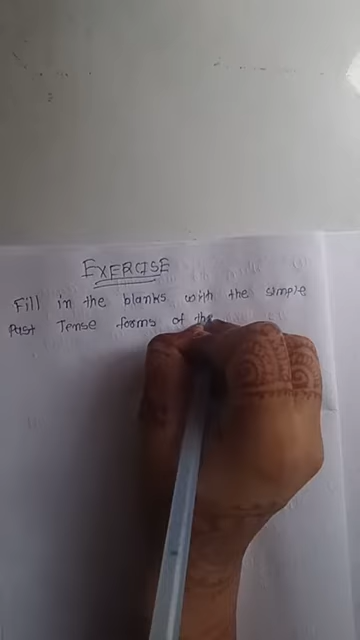 EXERCISE
Fill in the blanks with the simple
Past Tense forms of the